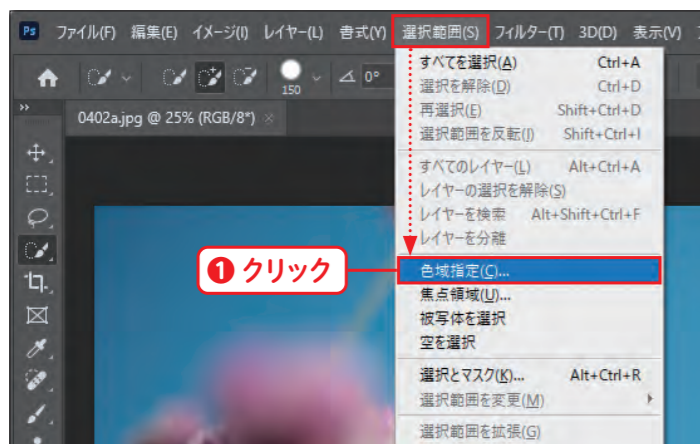 Ps ファイル(F) 編集(E) イメージ(I) レイヤー(L) 書式(Y) 選択範囲(S) フィルター(T) 3D(D) 表示(V)
150 0°
0402a.jpg @ 25% (RGB/8*) ×
すべてを選択(A) Ctrl+A
選択を解除(D) Ctrl+D
再選択(E) Shift+Ctrl+D
選択範囲を反転(I) Shift+Ctrl+I
すべてのレイヤー(L) Alt+Ctrl+A
レイヤーの選択を解除(S)
レイヤーを検索 Alt+Shift+Ctrl+F
レイヤーを分離
❶ クリック
色域指定(C)...
焦点領域(U)...
被写体を選択
空を選択
選択とマスク(K)... Alt+Ctrl+R
選択範囲を変更(M)
選択範囲を拡張(G)